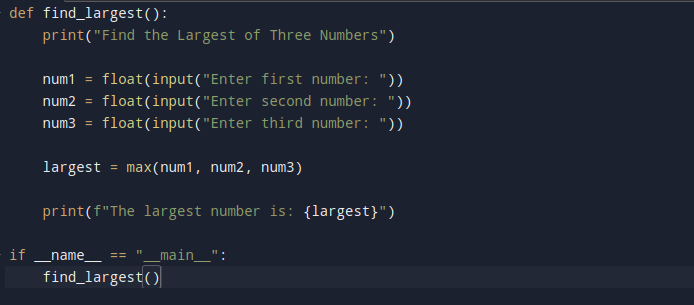 def find_largest():
    print("Find the Largest of Three Numbers")

    num1 = float(input("Enter first number: "))
    num2 = float(input("Enter second number: "))
    num3 = float(input("Enter third number: "))

    largest = max(num1, num2, num3)

    print(f"The largest number is: {largest}")

if __name__ == "__main__":
    find_largest()